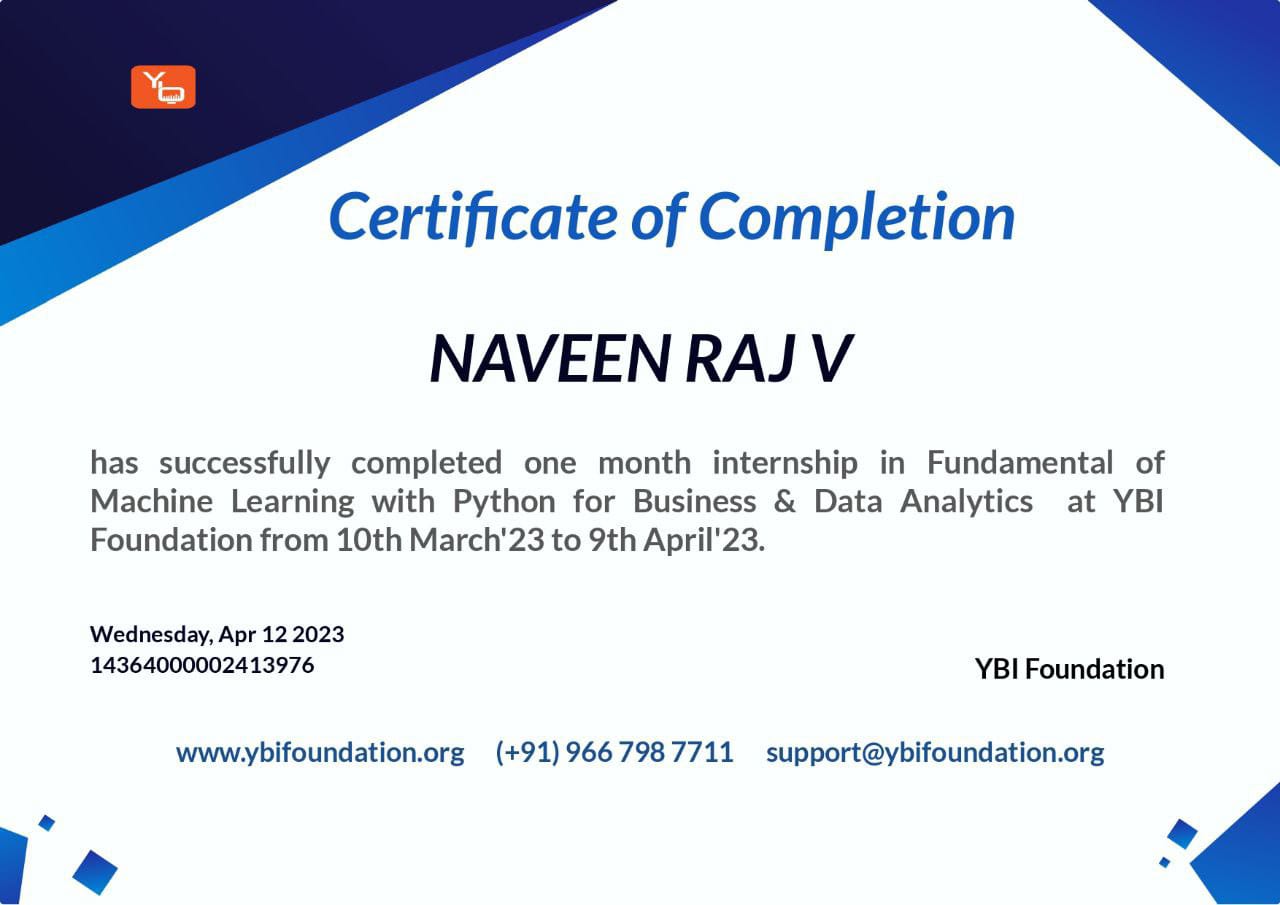 Yb
Certificate of Completion
NAVEEN RAJ V
has successfully completed one month internship in Fundamental of
Machine Learning with Python for Business & Data Analytics at YBI
Foundation from 10th March'23 to 9th April'23.
Wednesday, Apr 12 2023
14364000002413976
YBI Foundation
www.ybifoundation.org (+91) 966 798 7711 support@ybifoundation.org